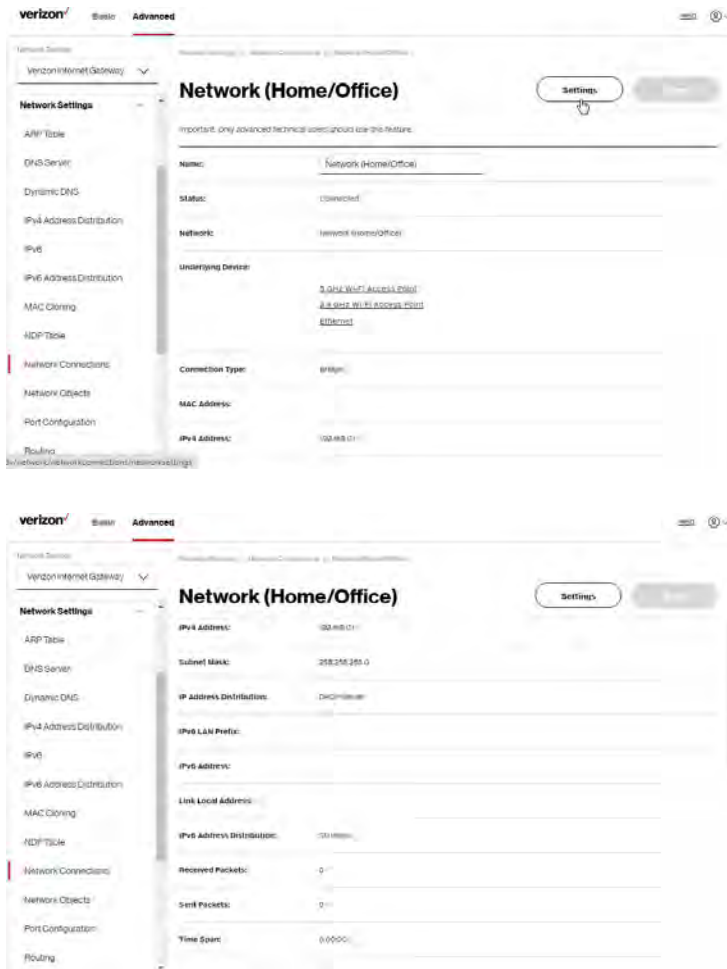 verizon✓ Basic Advanced
Verizon Internet Gateway
Network (Home/Office)
Settings
Network Settings
ARP Table
Important: only advanced technical users should use this feature.
DNS Server
Name: Network (Home/Office)
Dynamic DNS
Status: Connected
IPv4 Address Distribution
Network: Network (Home/Office)
IPv6
Underlying Device:
IPv6 Address Distribution
5 GHz Wi-Fi Access Point
MAC Cloning
2.4 GHz Wi-Fi Access Point
Ethernet
NDP Table
Network Connections
Connection Type: Bridge
Network Objects
MAC Address:
Port Configuration
IPv4 Address:
Routing
verizon✓ Basic Advanced
Verizon Internet Gateway
Network (Home/Office)
Settings
Network Settings
IPv4 Address:
ARP Table
Subnet Mask: 255.255.255.0
DNS Server
Dynamic DNS
IP Address Distribution: DHCP Server
IPv4 Address Distribution
IPv6 LAN Prefix:
IPv6
IPv6 Address:
IPv6 Address Distribution
Link Local Address:
MAC Cloning
NDP Table
IPv6 Address Distribution:
Network Connections
Received Packets: 0
Network Objects
Sent Packets: 0
Port Configuration
Time Span:
Routing